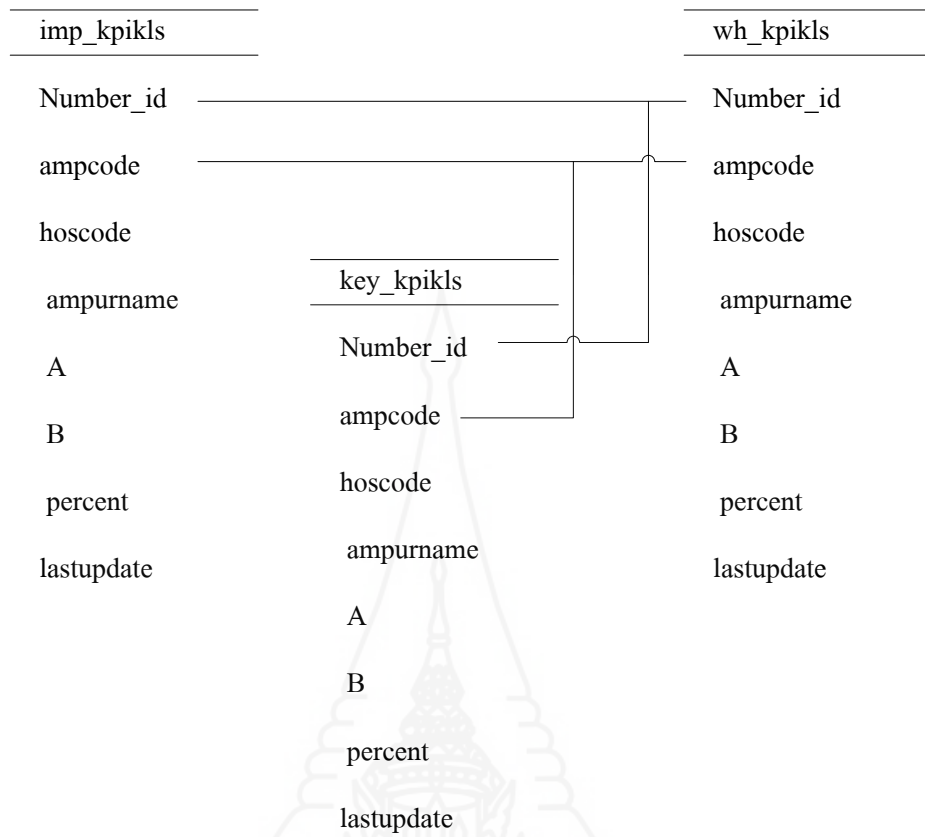 imp_kpikls
Number_id
ampcode
hoscode
ampurname
A
B
percent
lastupdate
key_kpikls
Number_id
ampcode
hoscode
ampurname
A
B
percent
lastupdate
wh_kpikls
Number_id
ampcode
hoscode
ampurname
A
B
percent
lastupdate